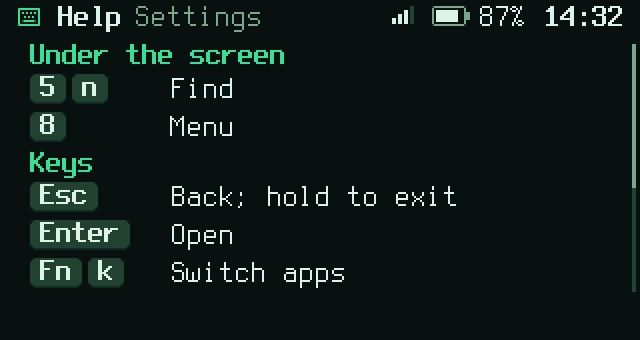 Help Settings 87% 14:32
Under the screen
5 n Find
8 Menu
Keys
Esc Back; hold to exit
Enter Open
Fn k Switch apps